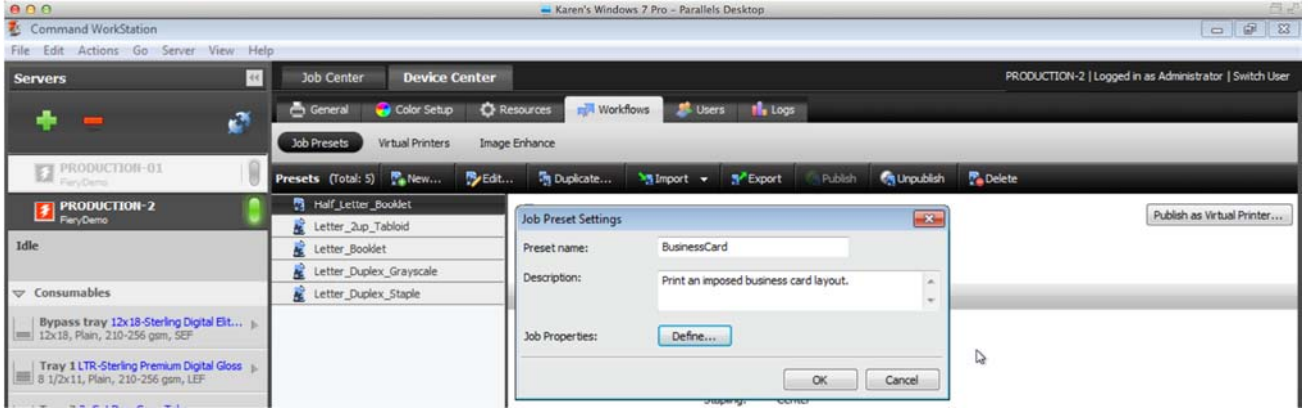 Karen's Windows 7 Pro - Parallels Desktop
Command WorkStation
File Edit Actions Go Server View Help
Servers
Job Center Device Center
PRODUCTION-2 | Logged in as Administrator | Switch User
General Color Setup Resources Workflows Users Logs
Job Presets Virtual Printers Image Enhance
PRODUCTION-01
FieryDemo
Presets (Total: 5) New... Edit... Duplicate... Import Export Publish Unpublish Delete
PRODUCTION-2
FieryDemo
Idle
Consumables
Bypass tray 12x18-Sterling Digital Elit...
12x18, Plain, 210-256 gsm, SEF
Tray 1 LTR-Sterling Premium Digital Gloss
8 1/2x11, Plain, 210-256 gsm, LEF
Half_Letter_Booklet
Letter_2up_Tabloid
Letter_Booklet
Letter_Duplex_Grayscale
Letter_Duplex_Staple
Publish as Virtual Printer...
Job Preset Settings
Preset name: BusinessCard
Description: Print an imposed business card layout.
Job Properties: Define...
OK Cancel